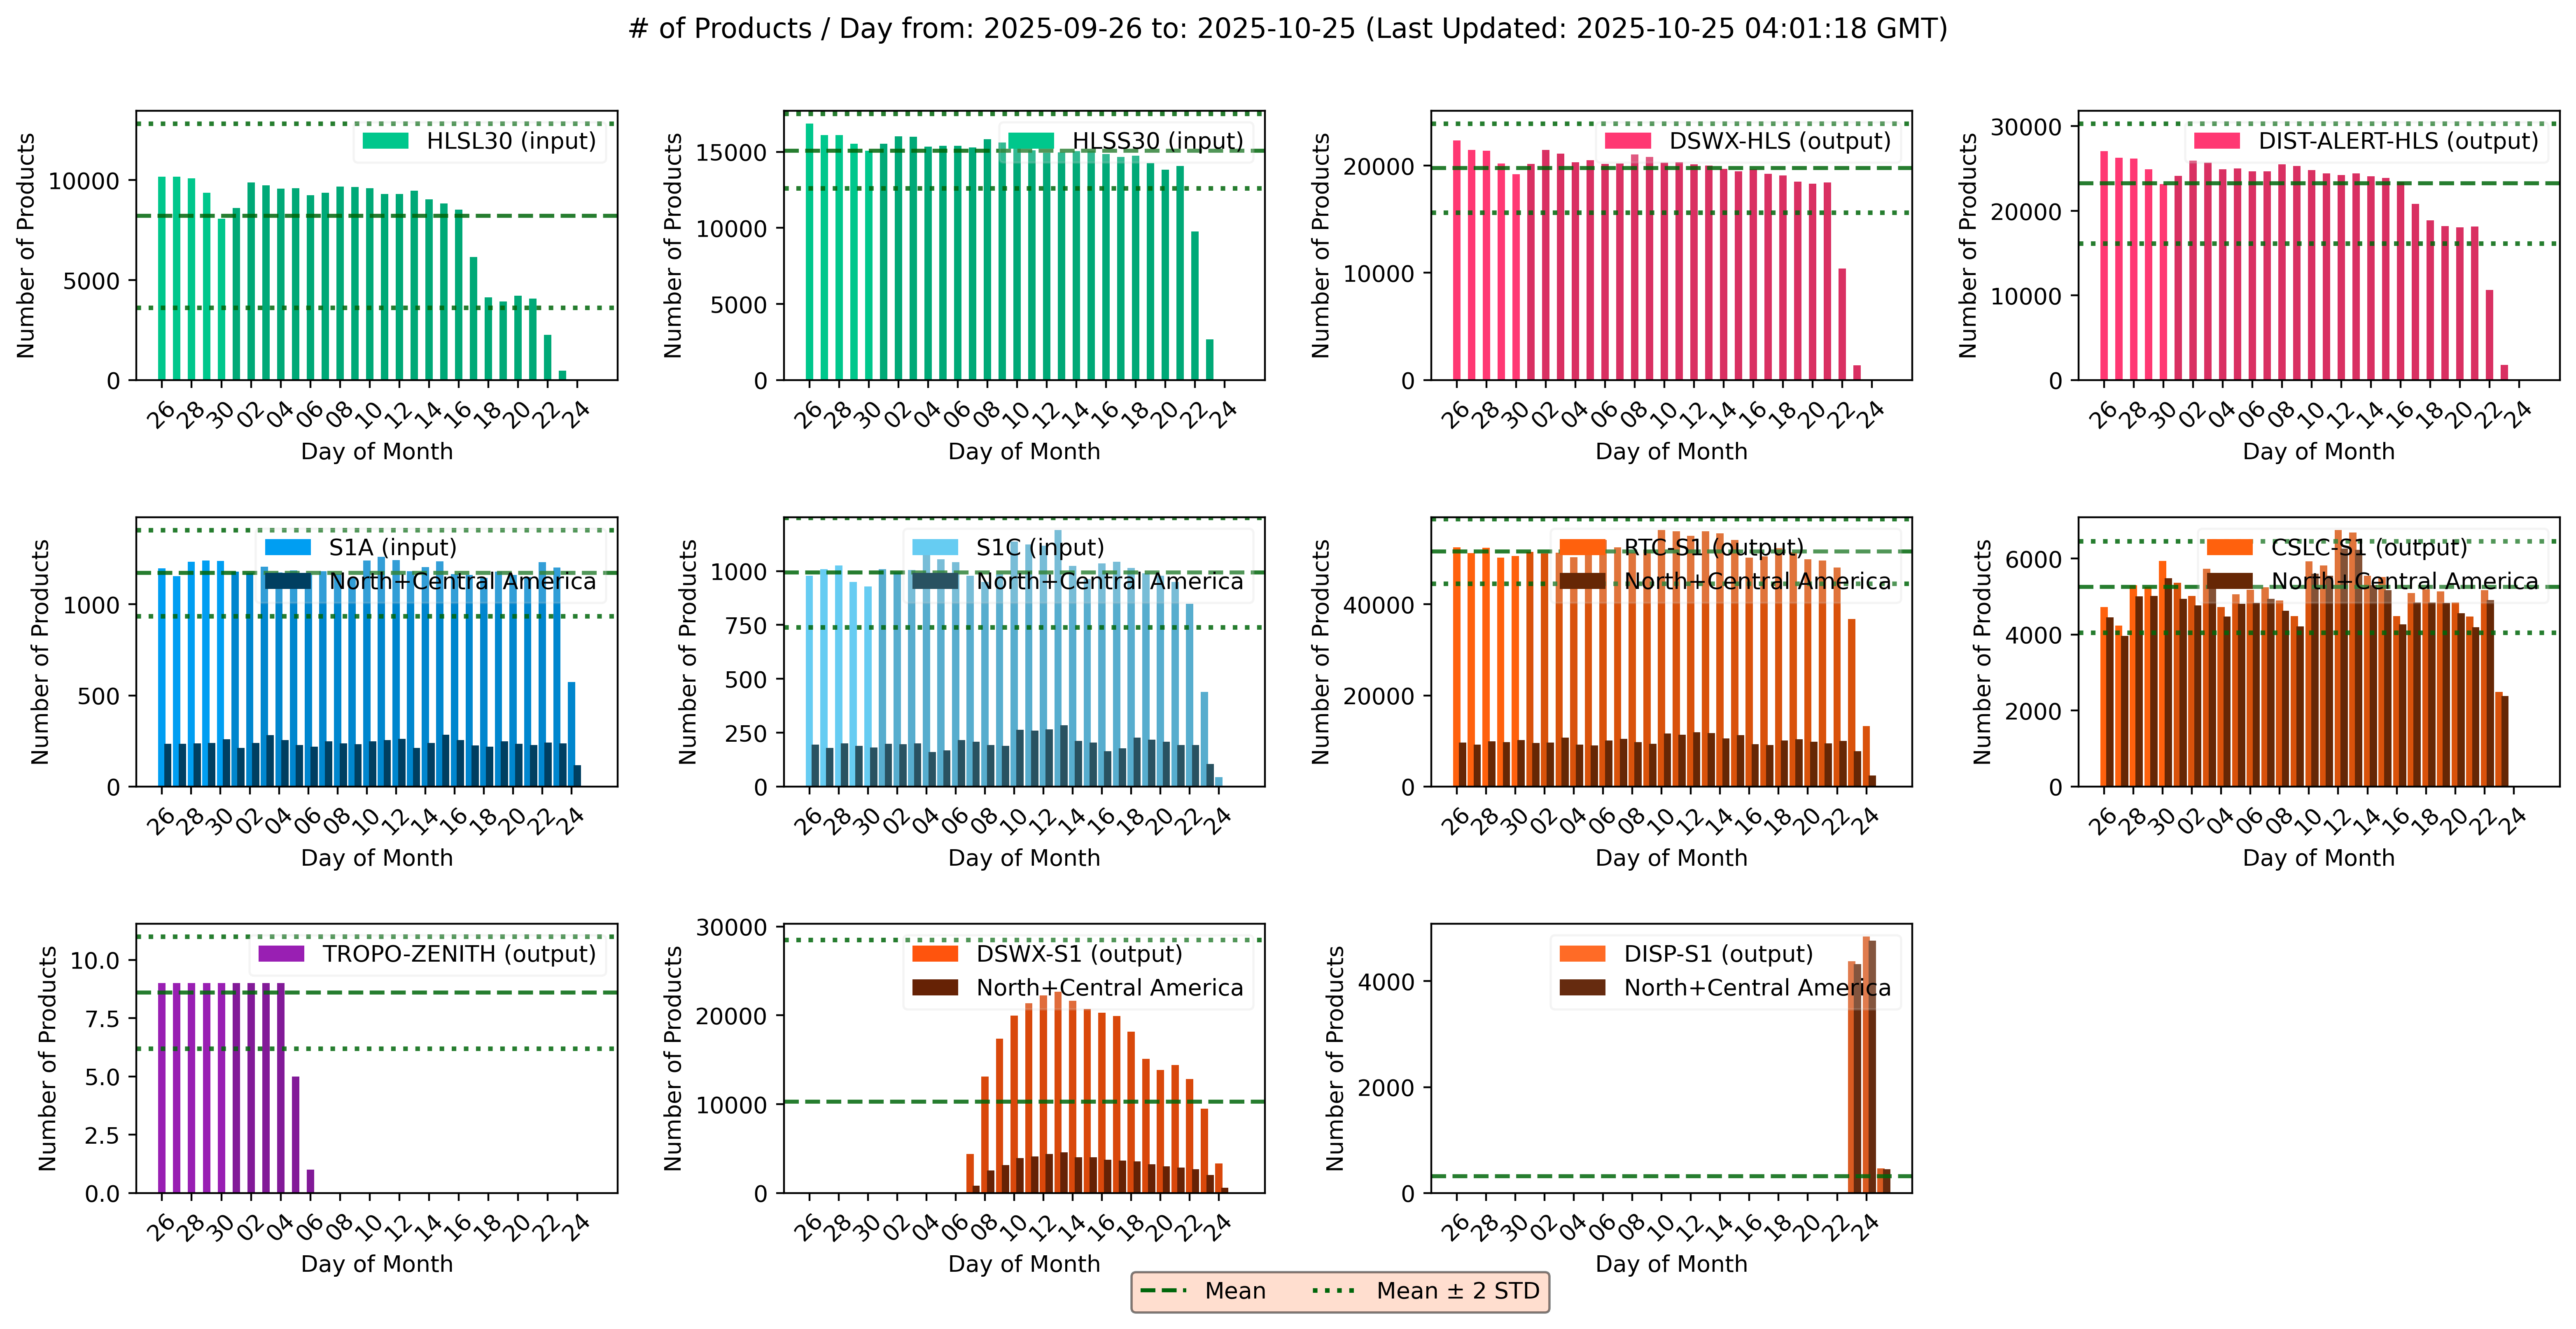 # of Products / Day from: 2025-09-26 to: 2025-10-25 (Last Updated: 2025-10-25 04:01:18 GMT)
HLSL30 (input)
Number of Products
10000
5000
0
26 28 30 02 04 06 08 10 12 14 16 18 20 22 24
Day of Month
HLSS30 (input)
Number of Products
15000
10000
5000
0
26 28 30 02 04 06 08 10 12 14 16 18 20 22 24
Day of Month
DSWX-HLS (output)
Number of Products
20000
10000
0
26 28 30 02 04 06 08 10 12 14 16 18 20 22 24
Day of Month
DIST-ALERT-HLS (output)
Number of Products
30000
20000
10000
0
26 28 30 02 04 06 08 10 12 14 16 18 20 22 24
Day of Month
S1A (input)
North+Central America
Number of Products
1000
500
0
26 28 30 02 04 06 08 10 12 14 16 18 20 22 24
Day of Month
S1C (input)
North+Central America
Number of Products
1000
750
500
250
0
26 28 30 02 04 06 08 10 12 14 16 18 20 22 24
Day of Month
RTC-S1 (output)
North+Central America
Number of Products
40000
20000
0
26 28 30 02 04 06 08 10 12 14 16 18 20 22 24
Day of Month
CSLC-S1 (output)
North+Central America
Number of Products
6000
4000
2000
0
26 28 30 02 04 06 08 10 12 14 16 18 20 22 24
Day of Month
TROPO-ZENITH (output)
Number of Products
10.0
7.5
5.0
2.5
0.0
26 28 30 02 04 06 08 10 12 14 16 18 20 22 24
Day of Month
DSWX-S1 (output)
North+Central America
Number of Products
30000
20000
10000
0
26 28 30 02 04 06 08 10 12 14 16 18 20 22 24
Day of Month
DISP-S1 (output)
North+Central America
Number of Products
4000
2000
0
26 28 30 02 04 06 08 10 12 14 16 18 20 22 24
Day of Month
Mean
Mean ± 2 STD